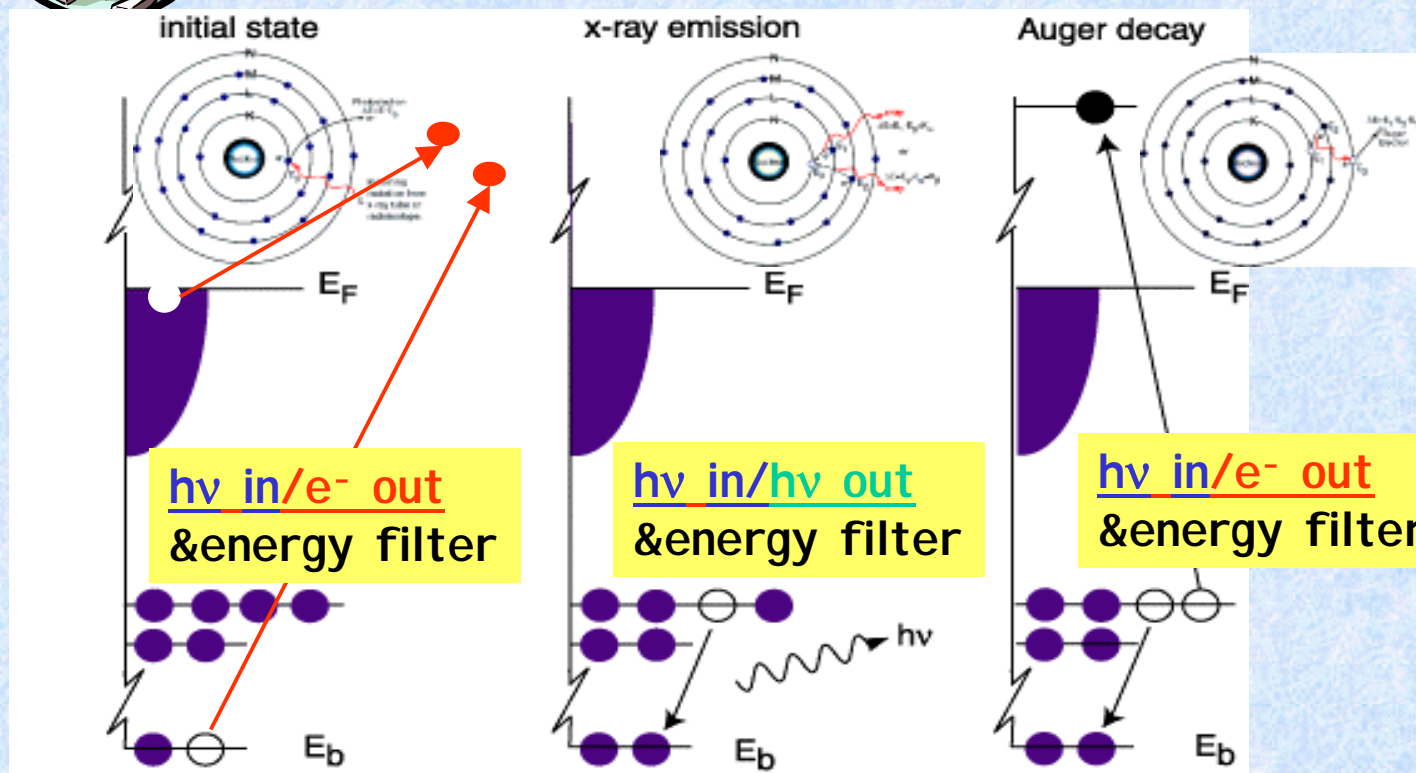 initial state
x-ray emission
Auger decay
N
M
L
K
N
M
L
K
N
M
L
K
E_F
E_F
E_F
hν in/e⁻ out
&energy filter
hν in/hν out
&energy filter
hν in/e⁻ out
&energy filter
hν
E_b
E_b
E_b